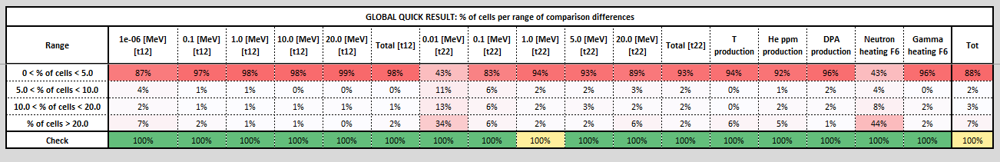 GLOBAL QUICK RESULT: % of cells per range of comparison differences
Range 1e-06 [MeV] [t12] 0.1 [MeV] [t12] 1.0 [MeV] [t12] 10.0 [MeV] [t12] 20.0 [MeV] [t12] Total [t12] 0.01 [MeV] [t22] 0.1 [MeV] [t22] 1.0 [MeV] [t22] 5.0 [MeV] [t22] 20.0 [MeV] [t22] Total [t22] T production He ppm production DPA production Neutron heating F6 Gamma heating F6 Tot
0 < % of cells < 5.0 87% 97% 98% 98% 99% 98% 43% 83% 94% 93% 89% 93% 94% 92% 96% 43% 96% 88%
5.0 < % of cells < 10.0 4% 1% 1% 0% 0% 0% 11% 6% 2% 2% 3% 2% 0% 1% 2% 4% 0% 2%
10.0 < % of cells < 20.0 2% 1% 1% 1% 1% 1% 13% 6% 2% 3% 2% 2% 0% 2% 2% 8% 2% 3%
% of cells > 20.0 7% 2% 1% 1% 0% 2% 34% 6% 2% 2% 6% 2% 6% 5% 1% 44% 2% 7%
Check 100% 100% 100% 100% 100% 100% 100% 100% 100% 100% 100% 100% 100% 100% 100% 100% 100% 100%